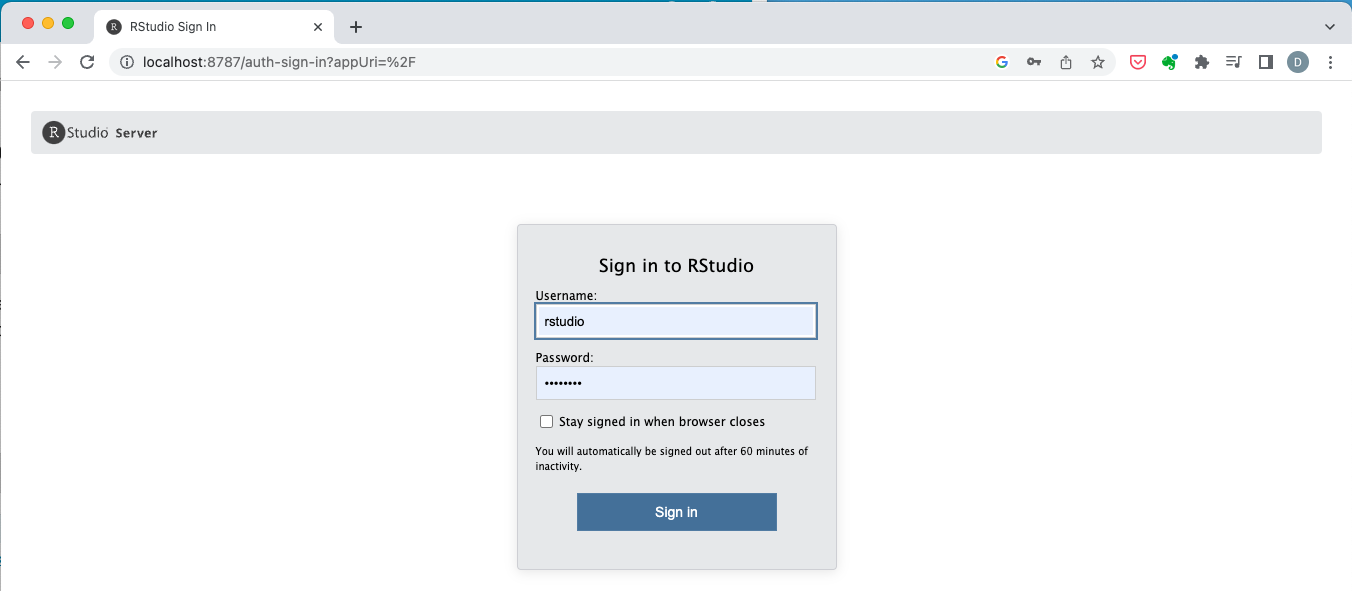 R RStudio Sign In
localhost:8787/auth-sign-in?appUri=%2F
G
D
R Studio Server
Sign in to RStudio
Username:
rstudio
Password:
••••••••
Stay signed in when browser closes
You will automatically be signed out after 60 minutes of
inactivity.
Sign in